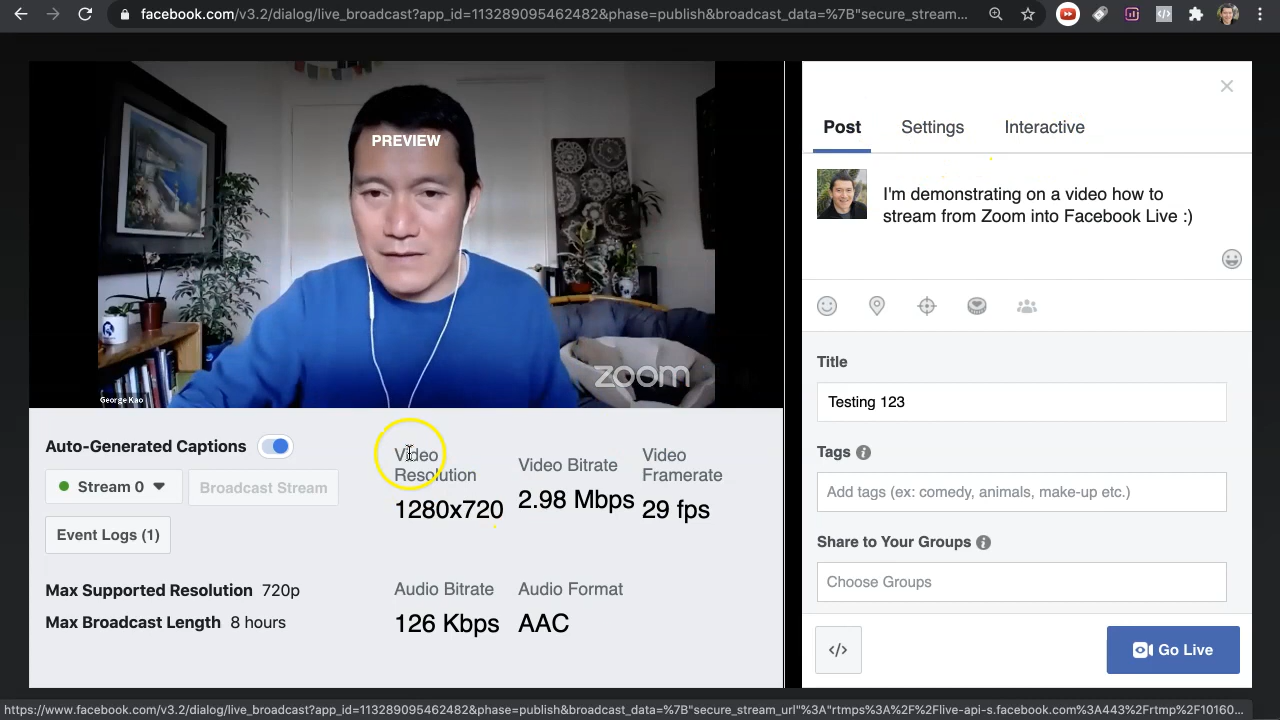 facebook.com/v3.2/dialog/live_broadcast?app_id=113289095462482&phase=publish&broadcast_data=%7B"secure_stream...
PREVIEW
zoom
George Kao
Auto-Generated Captions
Stream 0
Broadcast Stream
Event Logs (1)
Max Supported Resolution 720p
Max Broadcast Length 8 hours
Video Resolution
1280x720
Video Bitrate
2.98 Mbps
Video Framerate
29 fps
Audio Bitrate
126 Kbps
Audio Format
AAC
Post Settings Interactive
I'm demonstrating on a video how to
stream from Zoom into Facebook Live :)
Title
Testing 123
Tags
Add tags (ex: comedy, animals, make-up etc.)
Share to Your Groups
Choose Groups
</>
Go Live
https://www.facebook.com/v3.2/dialog/live_broadcast?app_id=113289095462482&phase=publish&broadcast_data=%7B"secure_stream_url"%3A"rtmps%3A%2F%2Flive-api-s.facebook.com%3A443%2Frtmp%2F10160...